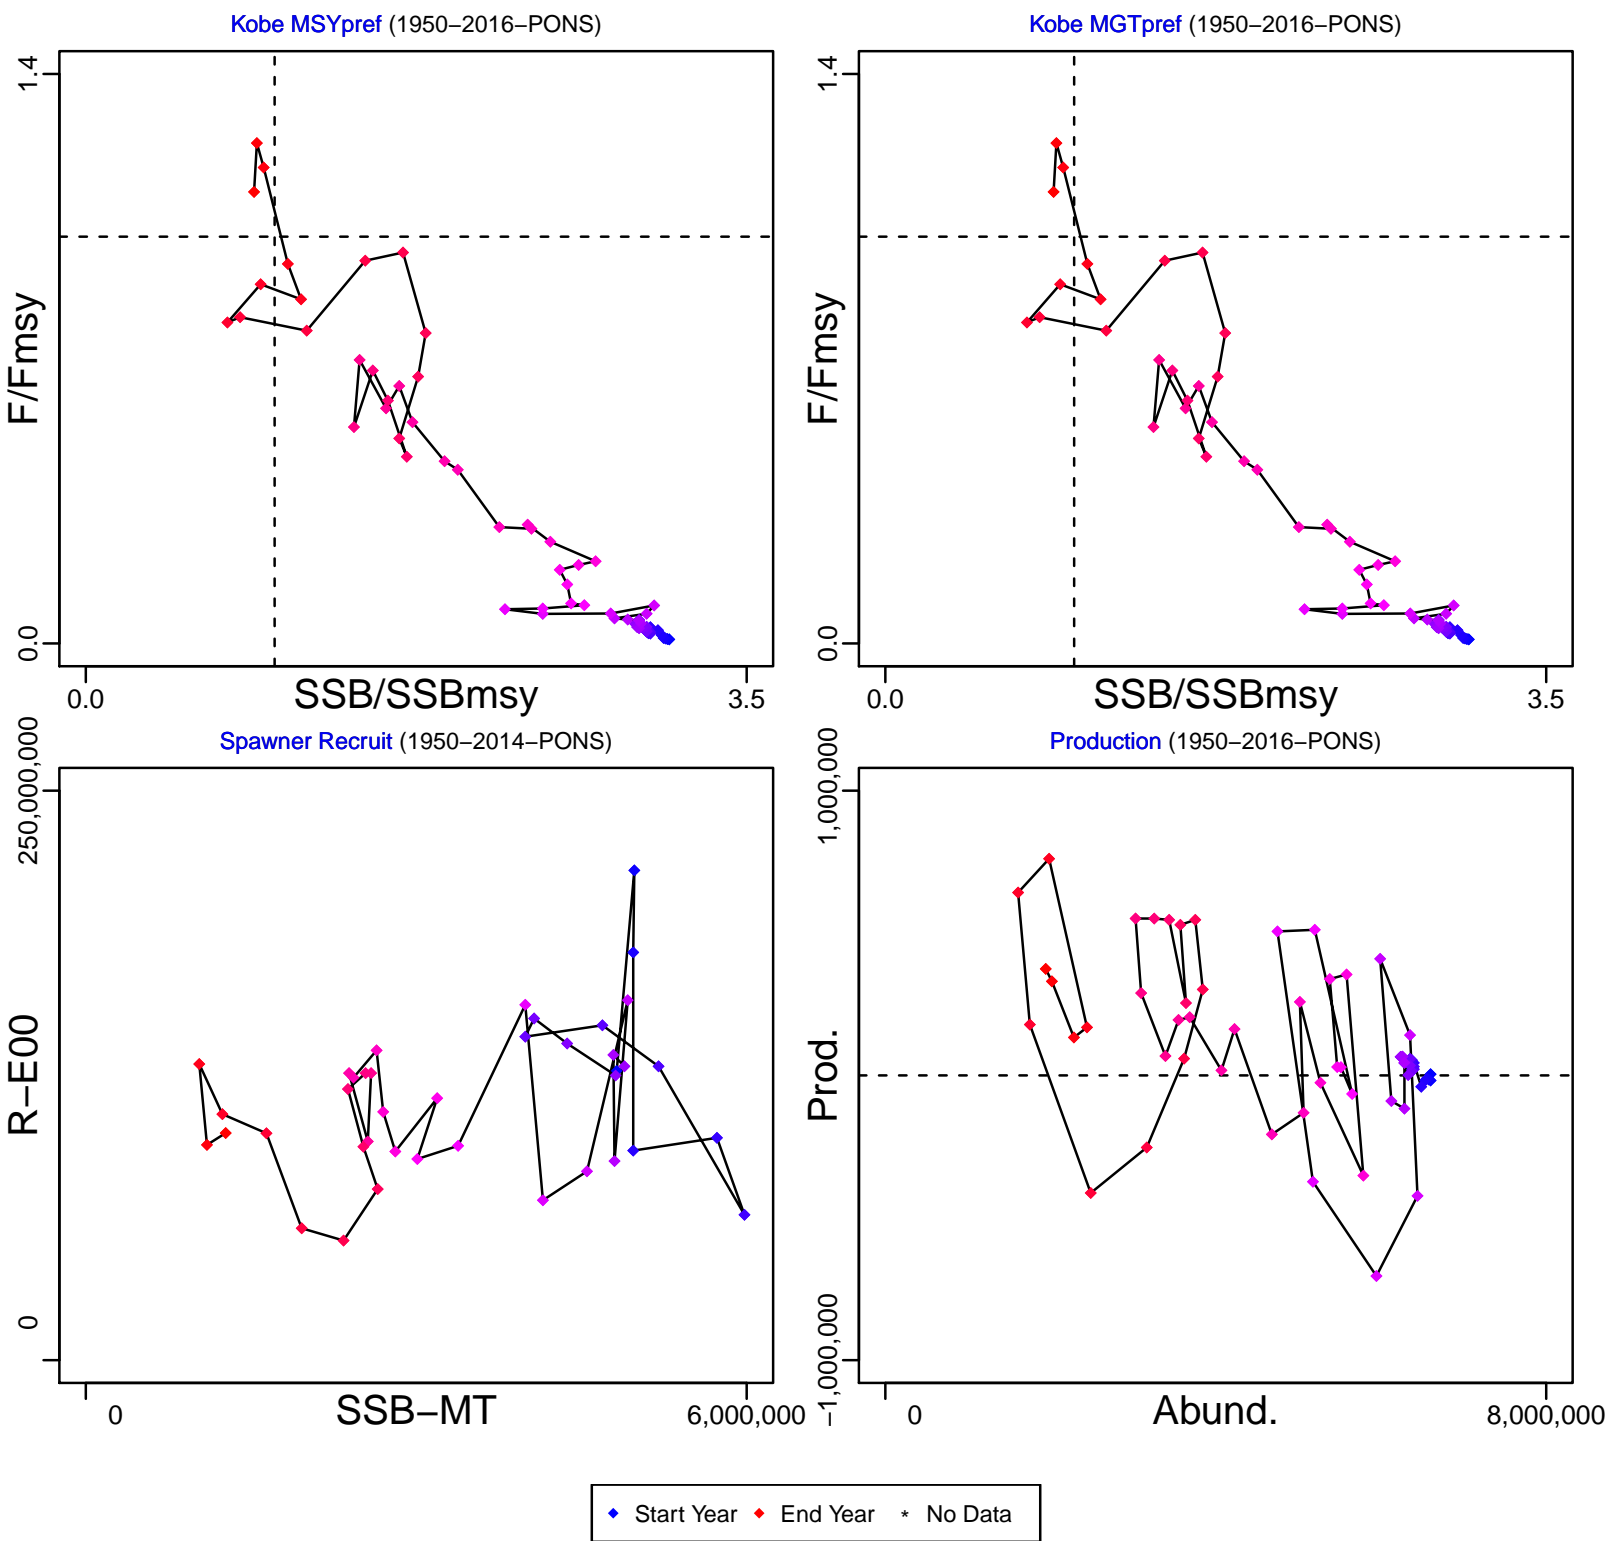 Kobe MSYpref (1950−2016−PONS)
1.4
0.0
F/Fmsy
0.0
3.5
SSB/SSBmsy
Kobe MGTpref (1950−2016−PONS)
1.4
0.0
F/Fmsy
0.0
3.5
SSB/SSBmsy
Spawner Recruit (1950−2014−PONS)
250,000,000
0
R−E00
0
6,000,000
SSB−MT
Production (1950−2016−PONS)
1,000,000
−1,000,000
Prod.
0
8,000,000
Abund.
Start Year End Year * No Data